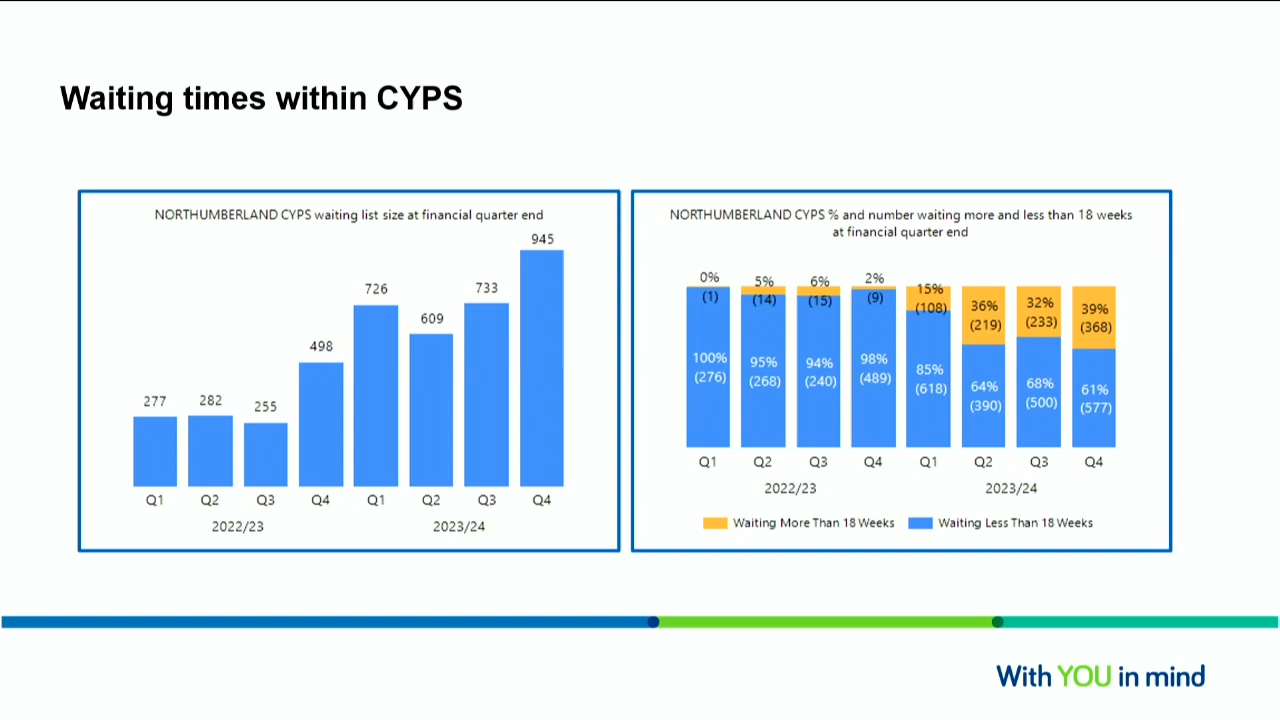 Waiting times within CYPS
NORTHUMBERLAND CYPS waiting list size at financial quarter end
945
726
733
609
498
277
282
255
Q1 Q2 Q3 Q4 Q1 Q2 Q3 Q4
2022/23 2023/24
NORTHUMBERLAND CYPS % and number waiting more and less than 18 weeks
at financial quarter end
0% 5% 6% 2% 15% 36% 32% 39%
(1) (14) (15) (9) (108) (219) (233) (368)
100% 95% 94% 98% 85% 64% 68% 61%
(276) (268) (240) (489) (618) (390) (500) (577)
Q1 Q2 Q3 Q4 Q1 Q2 Q3 Q4
2022/23 2023/24
Waiting More Than 18 Weeks Waiting Less Than 18 Weeks
With YOU in mind